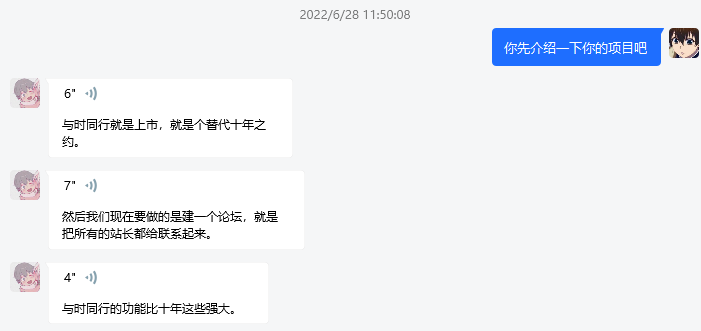 2022/6/28 11:50:08
你先介绍一下你的项目吧
6"
与时同行就是上市，就是个替代十年之
约。
7"
然后我们现在要做的是建一个论坛，就是
把所有的站长都给联系起来。
4"
与时同行的功能比十年这些强大。